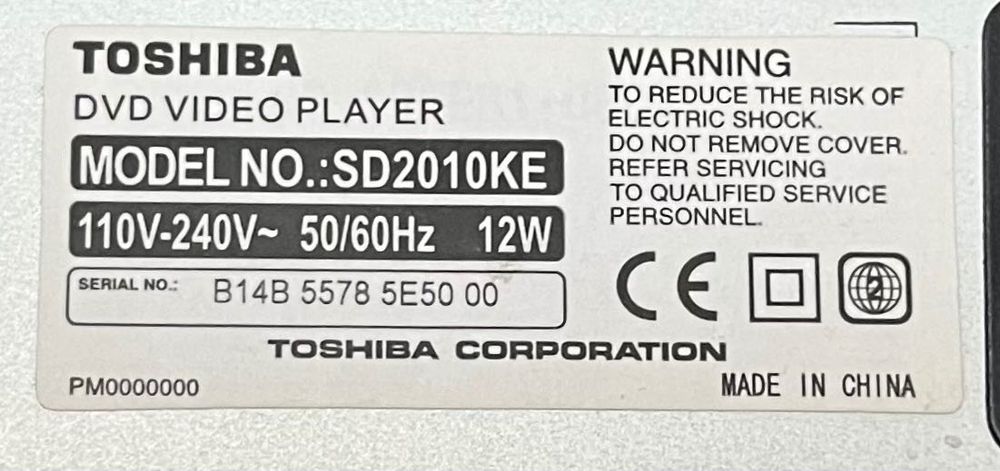 TOSHIBA
DVD VIDEO PLAYER
MODEL NO.:SD2010KE
110V-240V~ 50/60Hz 12W
SERIAL NO.: B14B 5578 5E50 00
WARNING
TO REDUCE THE RISK OF
ELECTRIC SHOCK.
DO NOT REMOVE COVER.
REFER SERVICING
TO QUALIFIED SERVICE
PERSONNEL.
CE
2
TOSHIBA CORPORATION
PM0000000
MADE IN CHINA